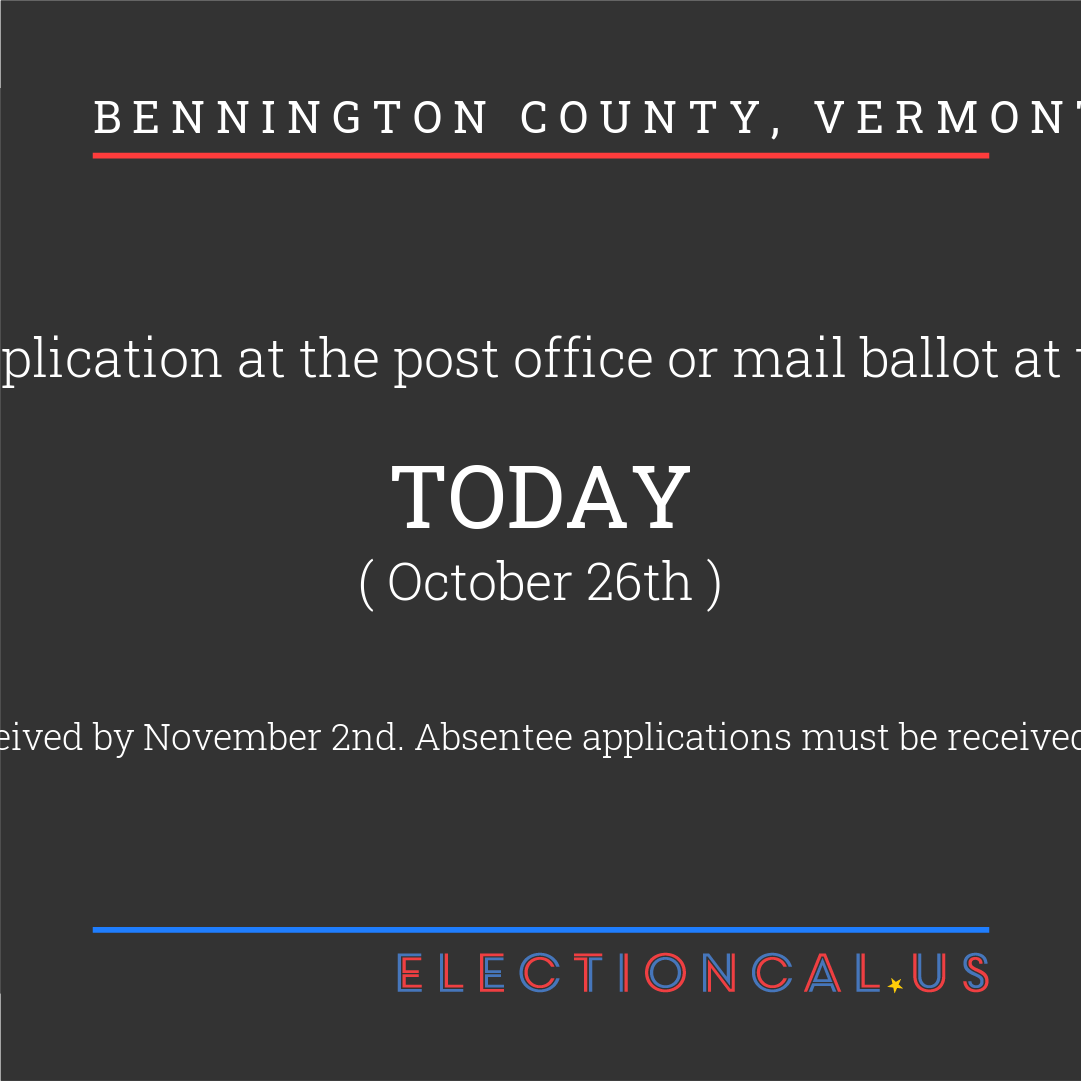 BENNINGTON COUNTY, VERMONT
plication at the post office or mail ballot at
TODAY
( October 26th )
eived by November 2nd. Absentee applications must be received
ELECTIONCAL.US